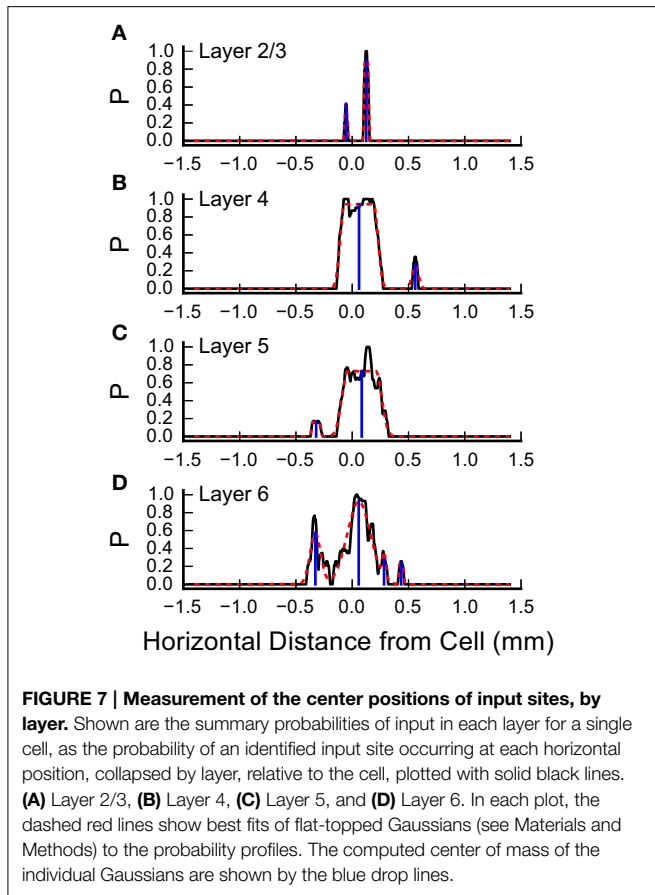 A
Layer 2/3
1.0
0.8
0.6
0.4
0.2
0.0
P
−1.5 −1.0 −0.5 0.0 0.5 1.0 1.5
B
Layer 4
1.0
0.8
0.6
0.4
0.2
0.0
P
−1.5 −1.0 −0.5 0.0 0.5 1.0 1.5
C
Layer 5
1.0
0.8
0.6
0.4
0.2
0.0
P
−1.5 −1.0 −0.5 0.0 0.5 1.0 1.5
D
Layer 6
1.0
0.8
0.6
0.4
0.2
0.0
P
−1.5 −1.0 −0.5 0.0 0.5 1.0 1.5
Horizontal Distance from Cell (mm)
FIGURE 7 | Measurement of the center positions of input sites, by
layer. Shown are the summary probabilities of input in each layer for a single
cell, as the probability of an identified input site occurring at each horizontal
position, collapsed by layer, relative to the cell, plotted with solid black lines.
(A) Layer 2/3, (B) Layer 4, (C) Layer 5, and (D) Layer 6. In each plot, the
dashed red lines show best fits of flat-topped Gaussians (see Materials and
Methods) to the probability profiles. The computed center of mass of the
individual Gaussians are shown by the blue drop lines.